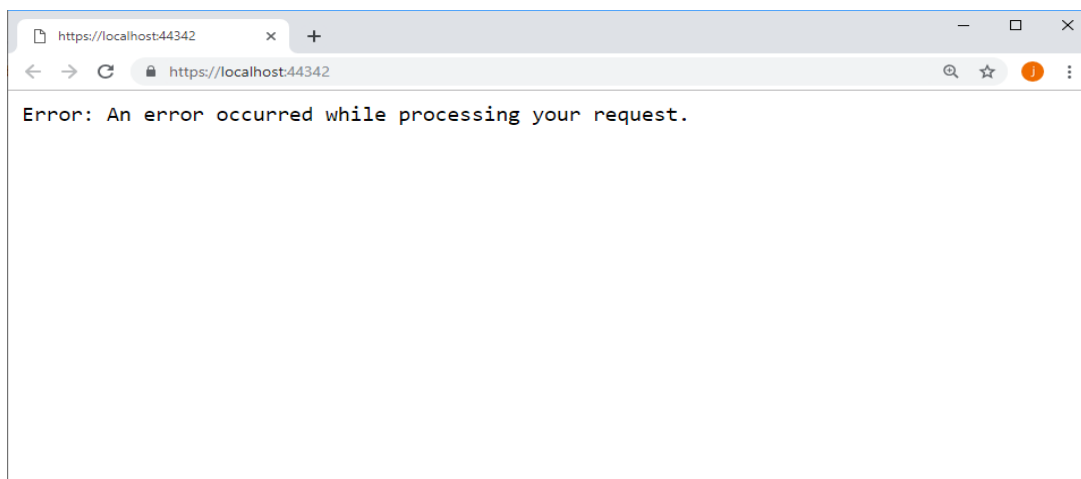 https://localhost:44342
https://localhost:44342
j
Error: An error occurred while processing your request.